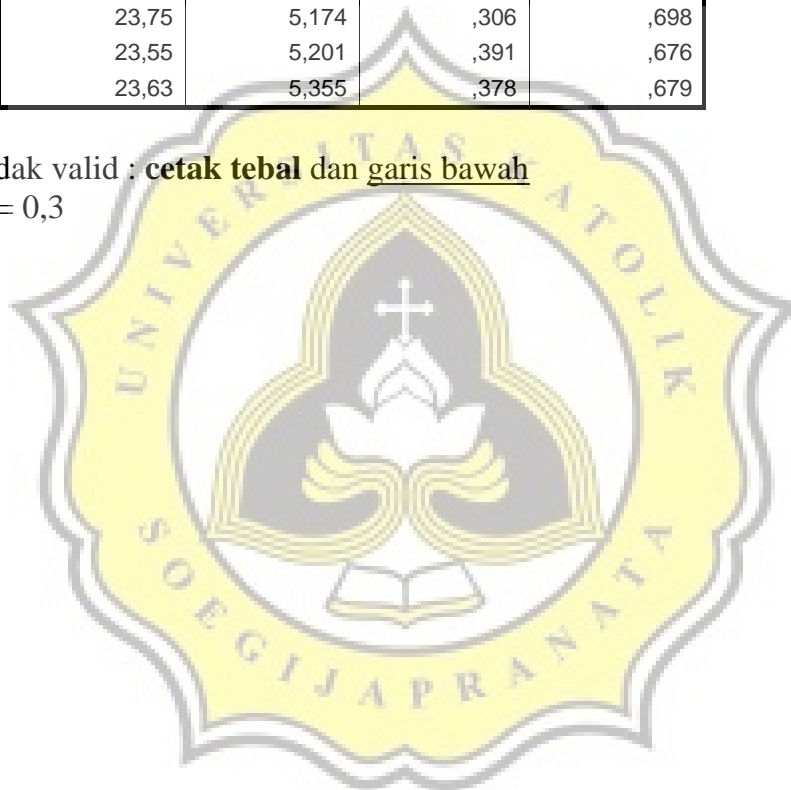 23,75 5,174 ,306 ,698
23,55 5,201 ,391 ,676
23,63 5,355 ,378 ,679
dak valid : cetak tebal dan garis bawah
= 0,3
UNIVERSITAS KATOLIK
SOEGIJAPRANATA